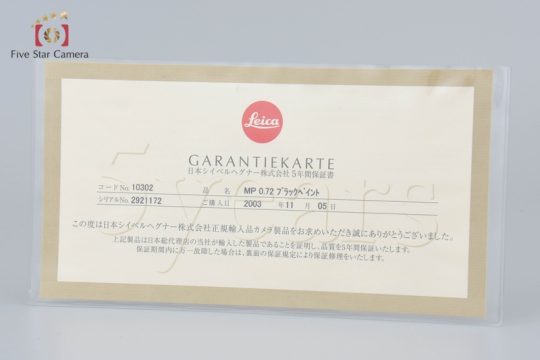 Five Star Camera
Leica
GARANTIEKARTE
日本シイベルヘグナー株式会社 5年間保証書
コード No. 10302 品 名 MP 0.72 ブラックペイント
シリアル No. 2921172 ご購入日 2003 年 11 月 05 日
5years
この度は日本シイベルヘグナー株式会社正規輸入品カメラ製品をお求めいただき誠にありがとうございました。
上記製品は日本総代理店の当社が輸入した製品であることを証明し、品質を5年間保証いたします。
保証期間内に万一故障した場合は、裏面の保証規定により保証修理をいたします。